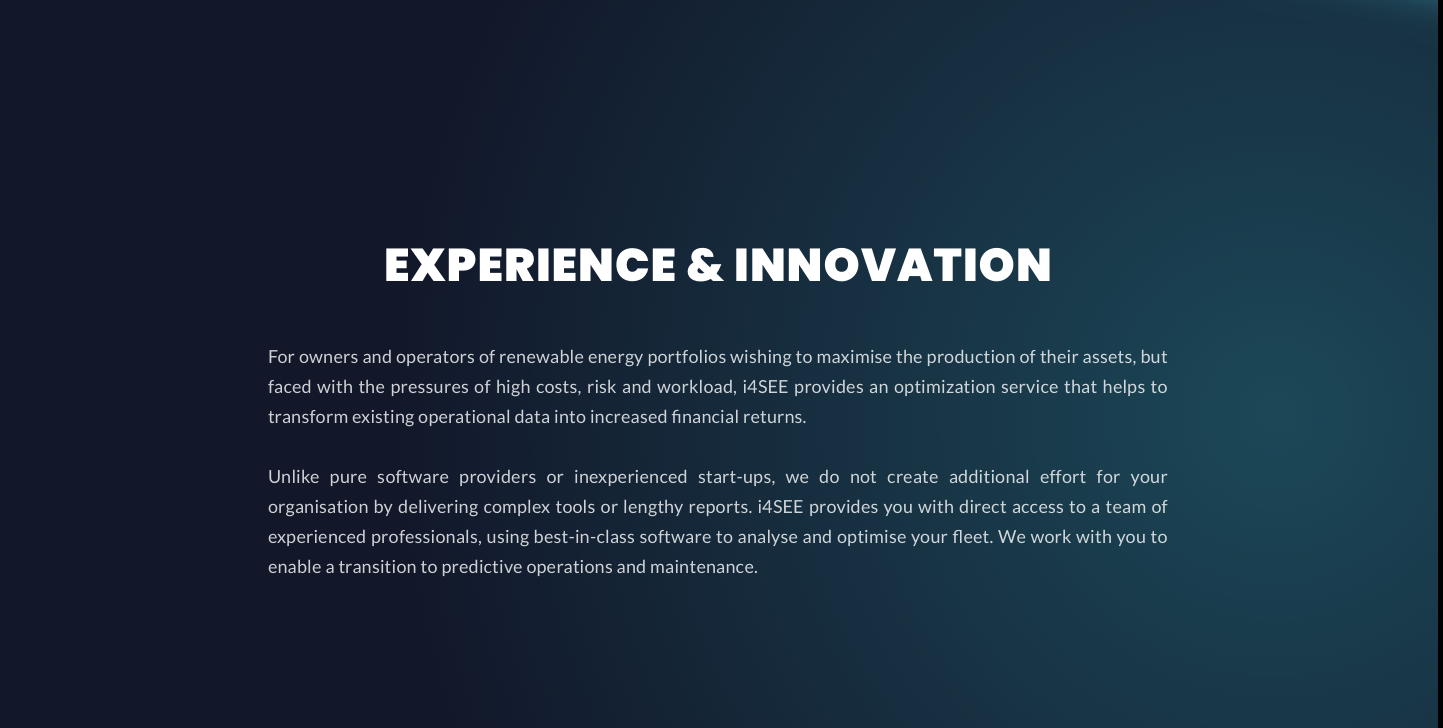 EXPERIENCE & INNOVATION
For owners and operators of renewable energy portfolios wishing to maximise the production of their assets, but
faced with the pressures of high costs, risk and workload, i4SEE provides an optimization service that helps to
transform existing operational data into increased financial returns.
Unlike pure software providers or inexperienced start-ups, we do not create additional effort for your
organisation by delivering complex tools or lengthy reports. i4SEE provides you with direct access to a team of
experienced professionals, using best-in-class software to analyse and optimise your fleet. We work with you to
enable a transition to predictive operations and maintenance.